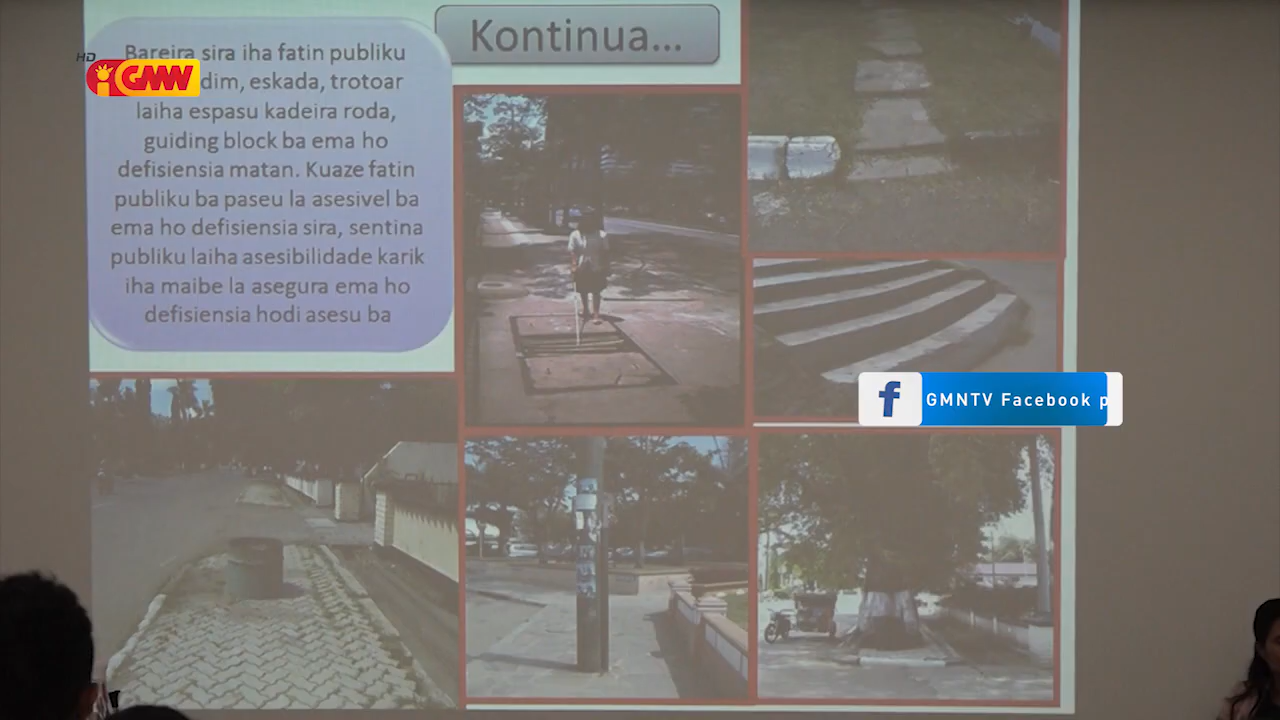 Kontinua...
Bareira sira iha fatin publiku
dim, eskada, trotoar
laiha espasu kadeira roda,
guiding block ba ema ho
defisiensia matan. Kuaze fatin
publiku ba paseu la asesivel ba
ema ho defisiensia sira, sentina
publiku laiha asesibilidade karik
iha maibe la asegura ema ho
defisiensia hodi asesu ba
HD
GMN
f
GMNTV Facebook p